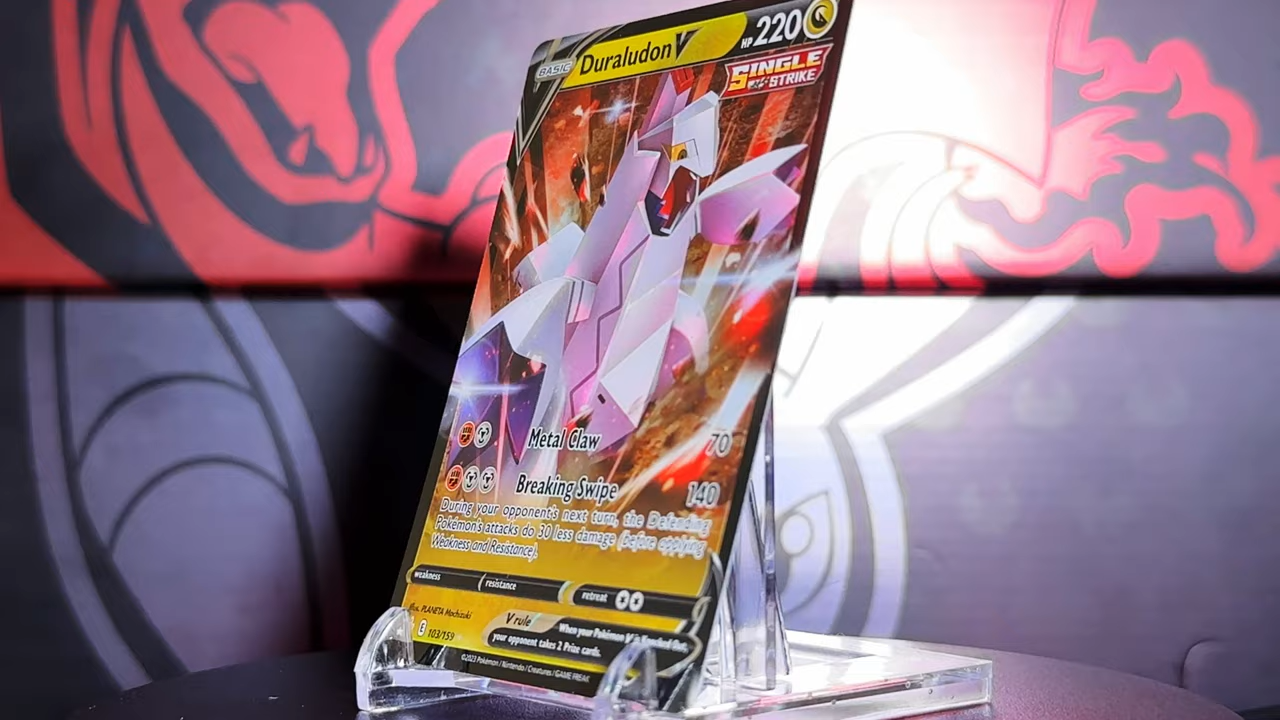 BASIC Duraludon V HP 220
SINGLE
STRIKE
Metal Claw 70
Breaking Swipe 140
During your opponent's next turn, the Defending
Pokémon's attacks do 30 less damage (before applying
Weakness and Resistance).
weakness resistance retreat
Illus. PLANETA Mochizuki
E 103/159
V rule When your Pokémon V is Knocked Out,
your opponent takes 2 Prize cards.
©2023 Pokémon / Nintendo / Creatures / GAME FREAK